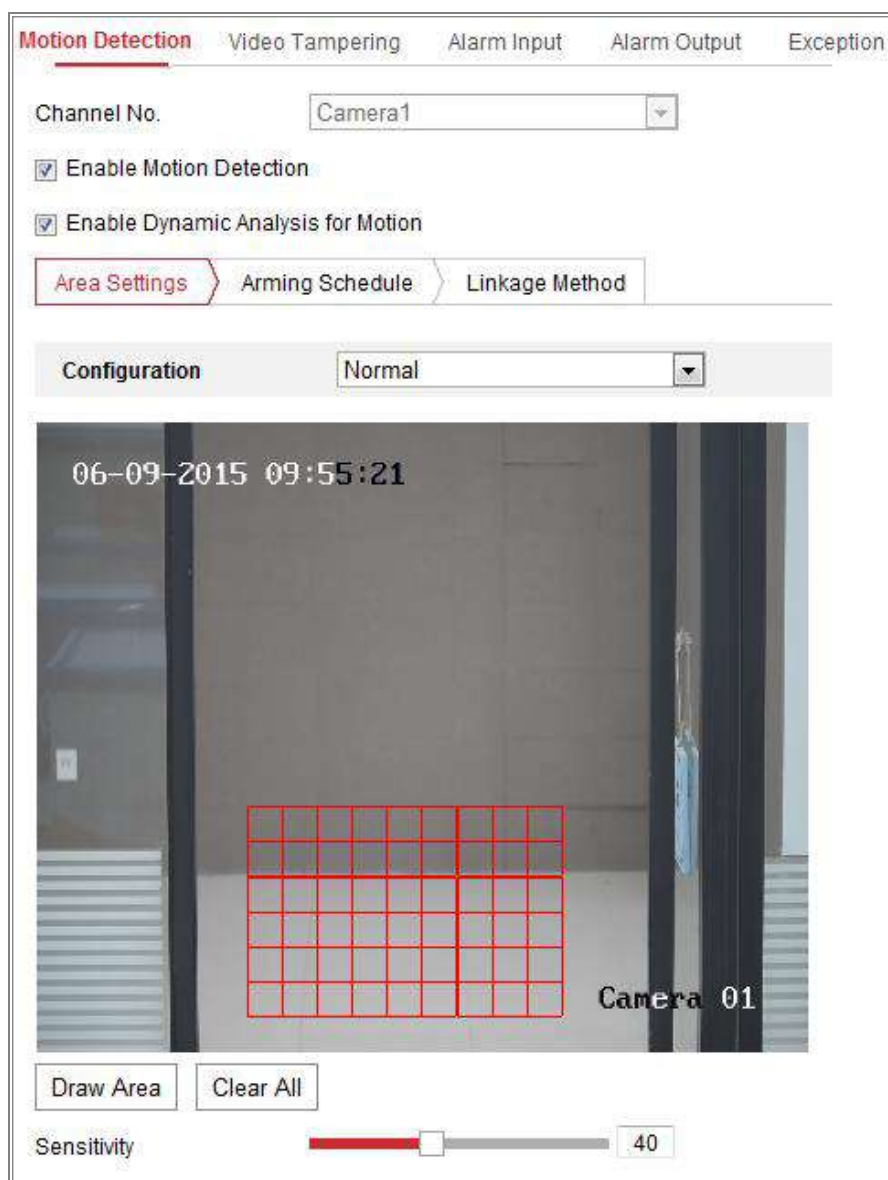 Motion Detection Video Tampering Alarm Input Alarm Output Exception
Channel No. Camera1
Enable Motion Detection
Enable Dynamic Analysis for Motion
Area Settings Arming Schedule Linkage Method
Configuration Normal
06-09-2015 09:55:21
Camera 01
Draw Area Clear All
Sensitivity 40